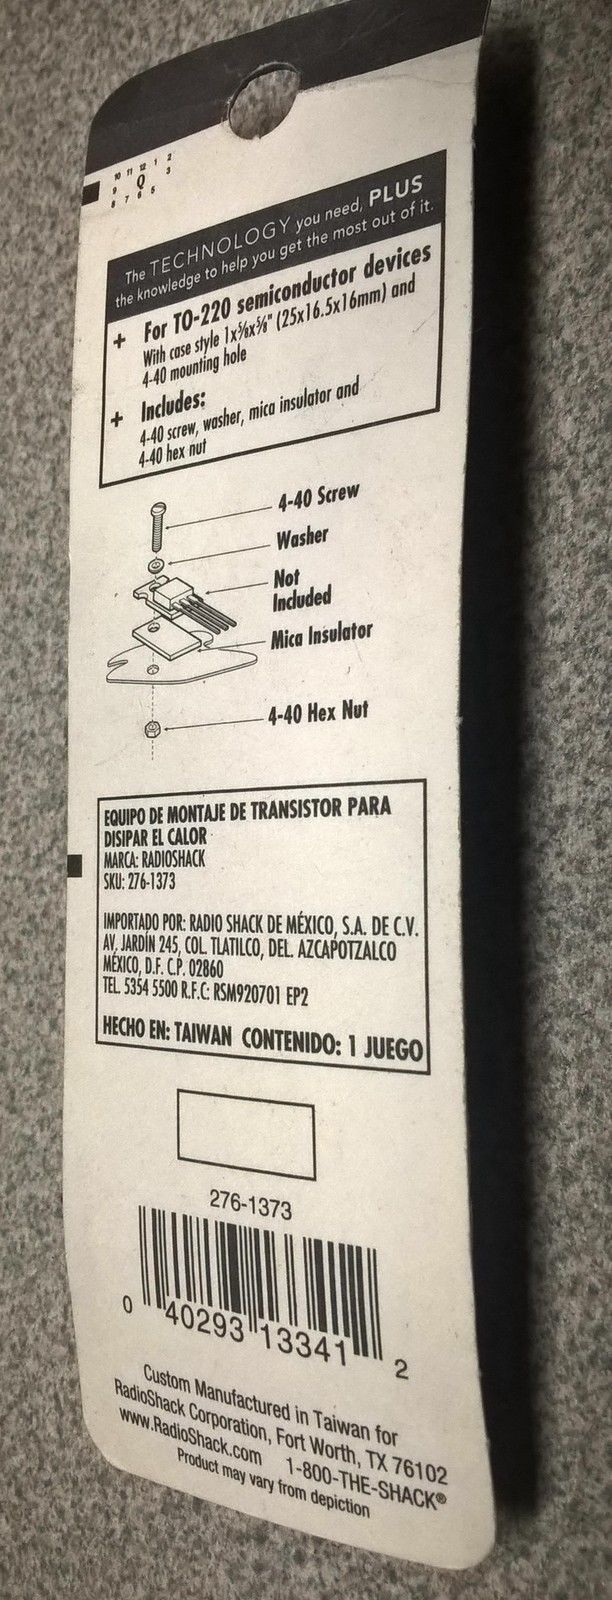 10 11 12 1 2
9 Q 3
8 7 6 5
The TECHNOLOGY you need, PLUS
the knowledge to help you get the most out of it.
+ For TO-220 semiconductor devices
With case style 1x⅝x⅝" (25x16.5x16mm) and
4-40 mounting hole
+ Includes:
4-40 screw, washer, mica insulator and
4-40 hex nut
4-40 Screw
Washer
Not
Included
Mica Insulator
4-40 Hex Nut
EQUIPO DE MONTAJE DE TRANSISTOR PARA
DISIPAR EL CALOR
MARCA: RADIOSHACK
SKU: 276-1373
IMPORTADO POR: RADIO SHACK DE MÉXICO, S.A. DE C.V.
AV. JARDÍN 245, COL. TLATILCO, DEL. AZCAPOTZALCO
MÉXICO, D.F. C.P. 02860
TEL. 5354 5500 R.F.C: RSM920701 EP2
HECHO EN: TAIWAN CONTENIDO: 1 JUEGO
276-1373
0 40293 13341 2
Custom Manufactured in Taiwan for
RadioShack Corporation, Fort Worth, TX 76102
www.RadioShack.com 1-800-THE-SHACK®
Product may vary from depiction